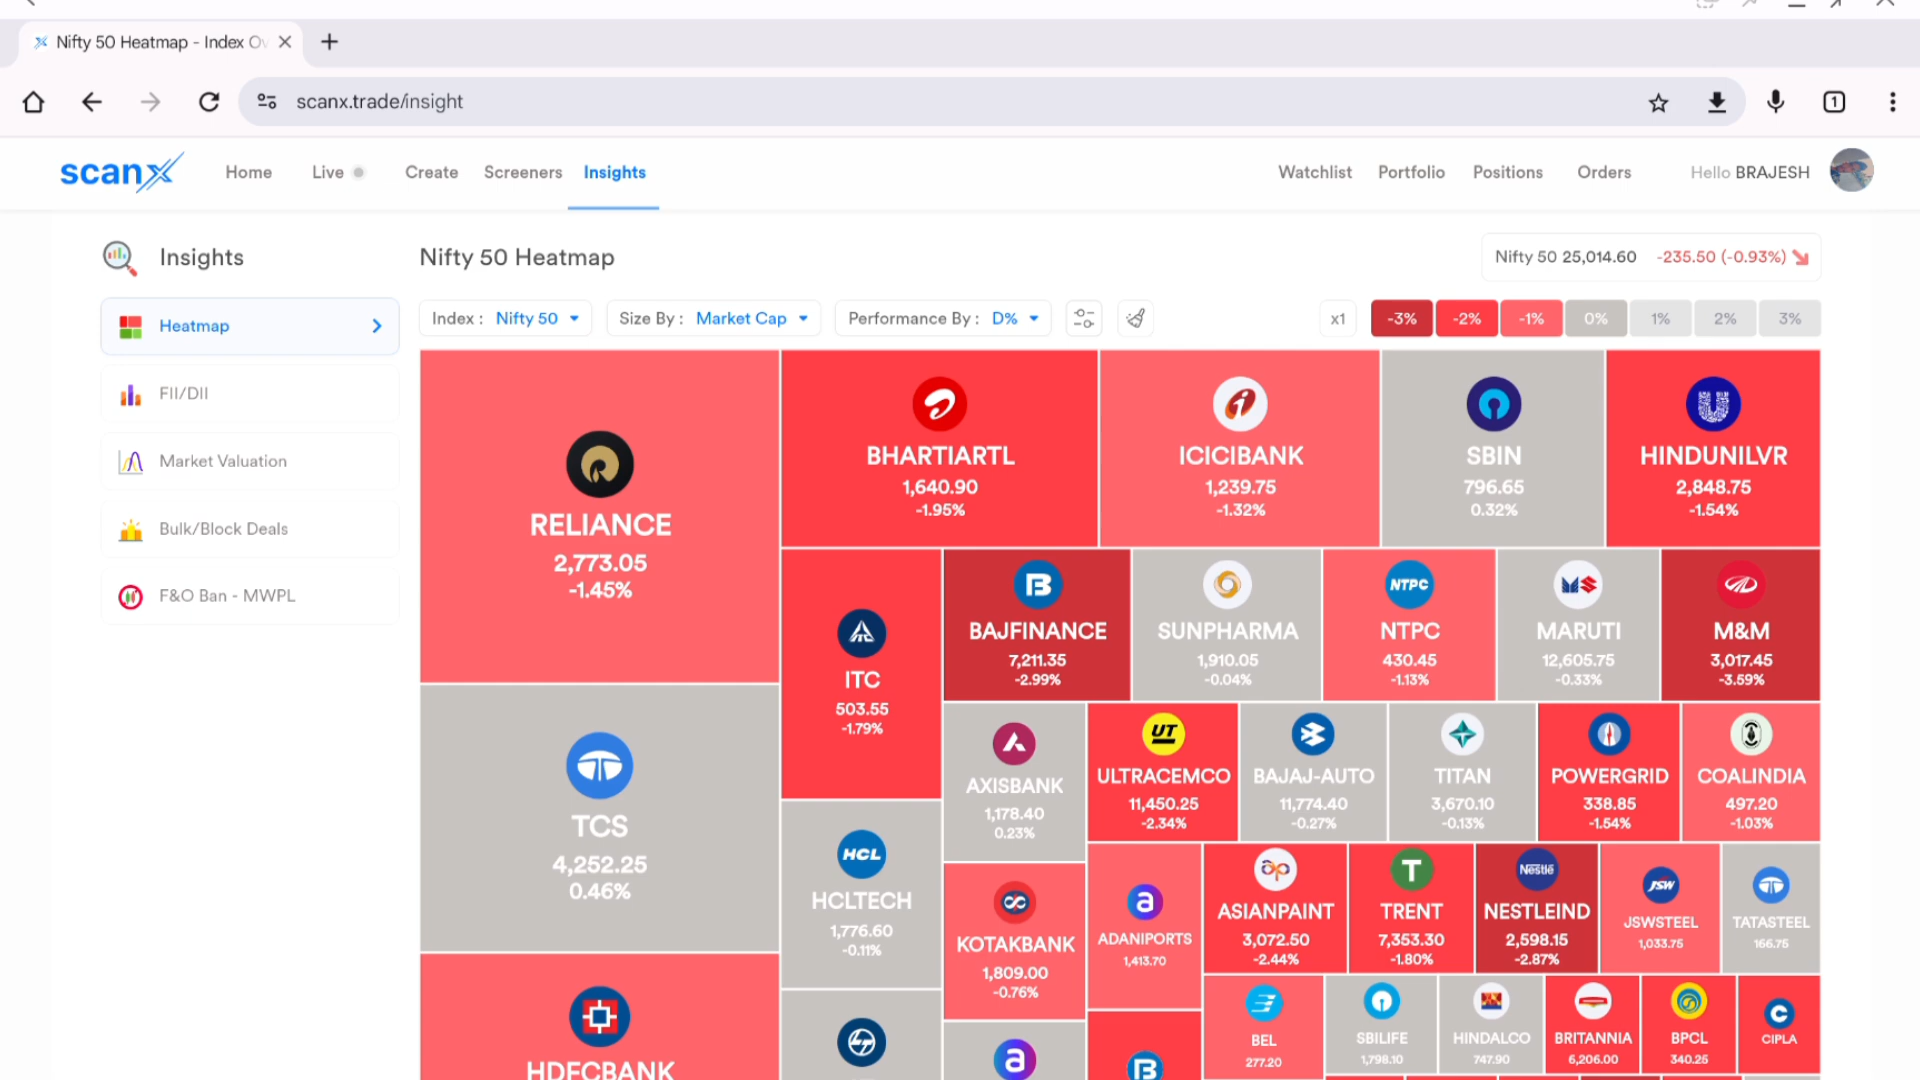 Nifty 50 Heatmap - Index Ov
scanx.trade/insight
1
scanx
Home
Live
Create
Screeners
Insights
Watchlist
Portfolio
Positions
Orders
Hello BRAJESH
Insights
Heatmap
FII/DII
Market Valuation
Bulk/Block Deals
F&O Ban - MWPL
Nifty 50 Heatmap
Nifty 50 25,014.60 -235.50 (-0.93%)
Index : Nifty 50
Size By : Market Cap
Performance By : D%
x1
-3%
-2%
-1%
0%
1%
2%
3%
RELIANCE
2,773.05
-1.45%
TCS
4,252.25
0.46%
HDFCBANK
BHARTIARTL
1,640.90
-1.95%
ICICIBANK
1,239.75
-1.32%
SBIN
796.65
0.32%
HINDUNILVR
2,848.75
-1.54%
ITC
503.55
-1.79%
HCL
HCLTECH
1,776.60
-0.11%
BAJFINANCE
7,211.35
-2.99%
SUNPHARMA
1,910.05
-0.04%
NTPC
NTPC
430.45
-1.13%
MARUTI
12,605.75
-0.33%
M&M
3,017.45
-3.59%
AXISBANK
1,178.40
0.23%
KOTAKBANK
1,809.00
-0.76%
a
UT
ULTRACEMCO
11,450.25
-2.34%
BAJAJ-AUTO
11,774.40
-0.27%
TITAN
3,670.10
-0.13%
POWERGRID
338.85
-1.54%
COALINDIA
497.20
-1.03%
a
ADANIPORTS
1,413.70
ap
ASIANPAINT
3,072.50
-2.44%
T
TRENT
7,353.30
-1.80%
Nestlé
NESTLEIND
2,598.15
-2.87%
JSW
JSWSTEEL
1,033.75
TATASTEEL
166.75
BEL
277.20
SBILIFE
1,798.10
HINDALCO
747.90
BRITANNIA
6,206.00
BPCL
340.25
C
CIPLA